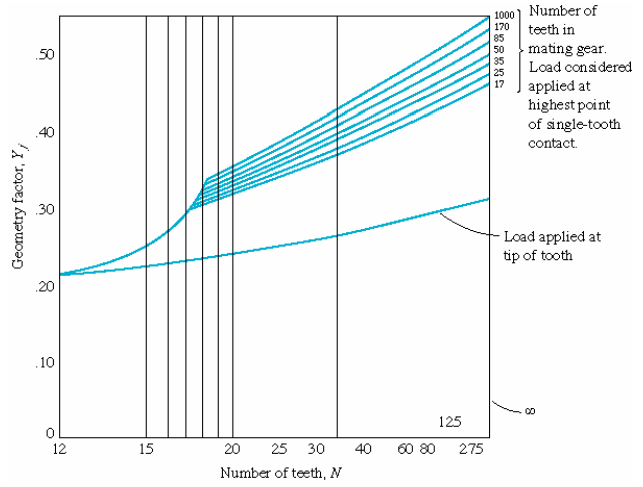 .50
.40
.30
.20
.10
0
Geometry factor, Y_f
1000
170
85
50
35
25
17
Number of
teeth in
mating gear.
Load considered
applied at
highest point
of single-tooth
contact.
Load applied at
tip of tooth
∞
125
12 15 20 25 30 40 60 80 275
Number of teeth, N